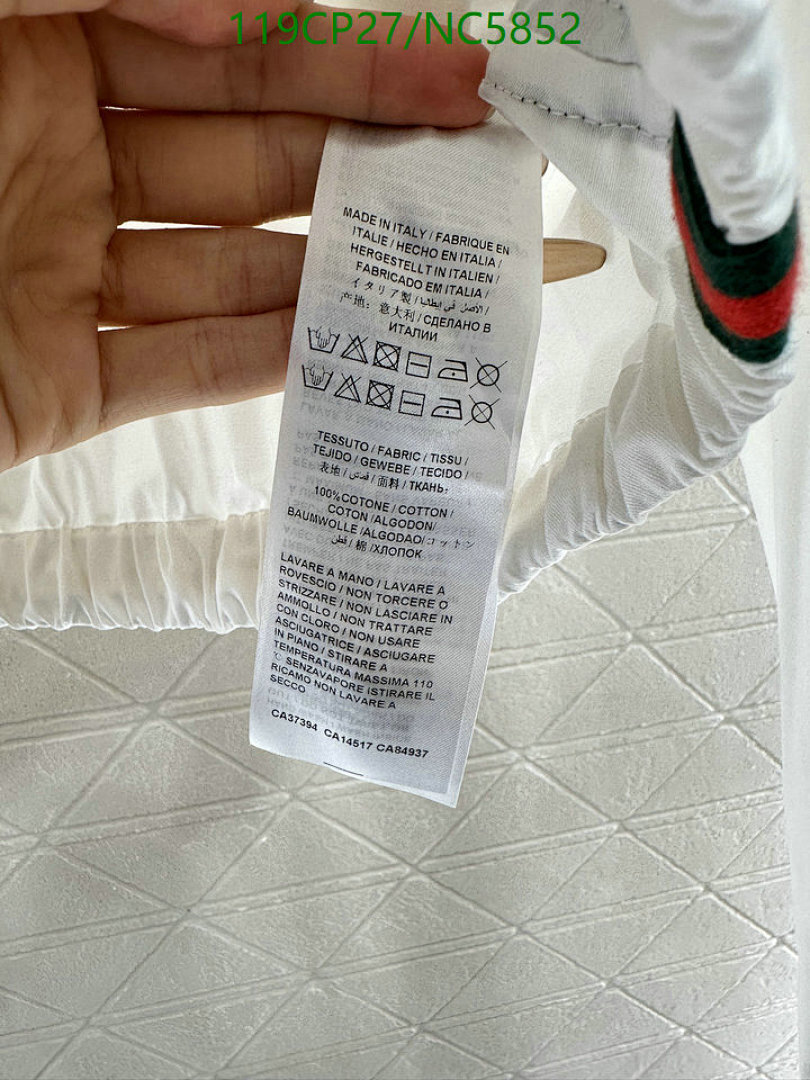 119CP27/NC5852
MADE IN ITALY / FABRIQUE EN
ITALIE / HECHO EN ITALIA /
HERGESTELLT IN ITALIEN /
FABRICADO EM ITALIA /
イタリア製 / الأصل في إيطاليا /
产地: 意大利 / СДЕЛАНО В
ИТАЛИИ
TESSUTO / FABRIC / TISSU /
TEJIDO / GEWEBE / TECIDO /
表地 / قماش / 面料 / ТКАНЬ:
100%COTONE / COTTON /
COTON /ALGODON/
BAUMWOLLE /ALGODAO/コットン
قطن / 棉 /ХЛОПОК
LAVARE A MANO / LAVARE A
ROVESCIO / NON TORCERE O
STRIZZARE / NON LASCIARE IN
AMMOLLO / NON TRATTARE
CON CLORO / NON USARE
ASCIUGATRICE / ASCIUGARE
IN PIANO / STIRARE A
TEMPERATURA MASSIMA 110
℃ SENZAVAPORE ISTIRARE IL
RICAMO NON LAVARE A
SECCO
CA37394 CA14517 CA84937